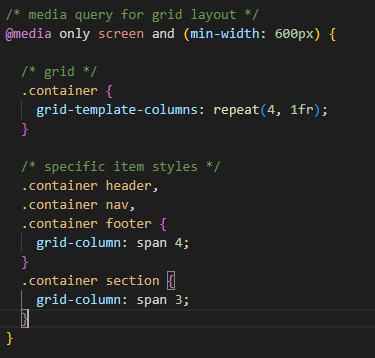 /* media query for grid layout */
@media only screen and (min-width: 600px) {
/* grid */
.container {
grid-template-columns: repeat(4, 1fr);
}
/* specific item styles */
.container header,
.container nav,
.container footer {
grid-column: span 4;
}
.container section {
grid-column: span 3;
}
}